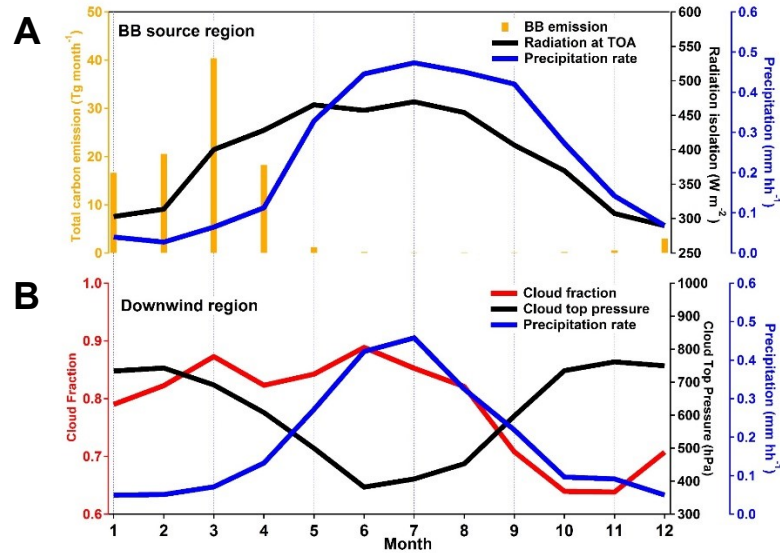 A
BB source region
BB emission
Radiation at TOA
Precipitation rate
Total carbon emission (Tg month-1)
50
40
30
20
10
0
600
550
500
450
400
350
300
250
Radiation isolation (W m-2)
0.6
0.5
0.4
0.3
0.2
0.1
0.0
Precipitation (mm hh-1)
B
Downwind region
Cloud fraction
Cloud top pressure
Precipitation rate
Cloud Fraction
1.0
0.9
0.8
0.7
0.6
1000
900
800
700
600
500
400
300
Cloud Top Pressure (hPa)
0.6
0.5
0.4
0.3
0.2
0.1
0.0
Precipitation (mm hh-1)
1 2 3 4 5 6 7 8 9 10 11 12
Month